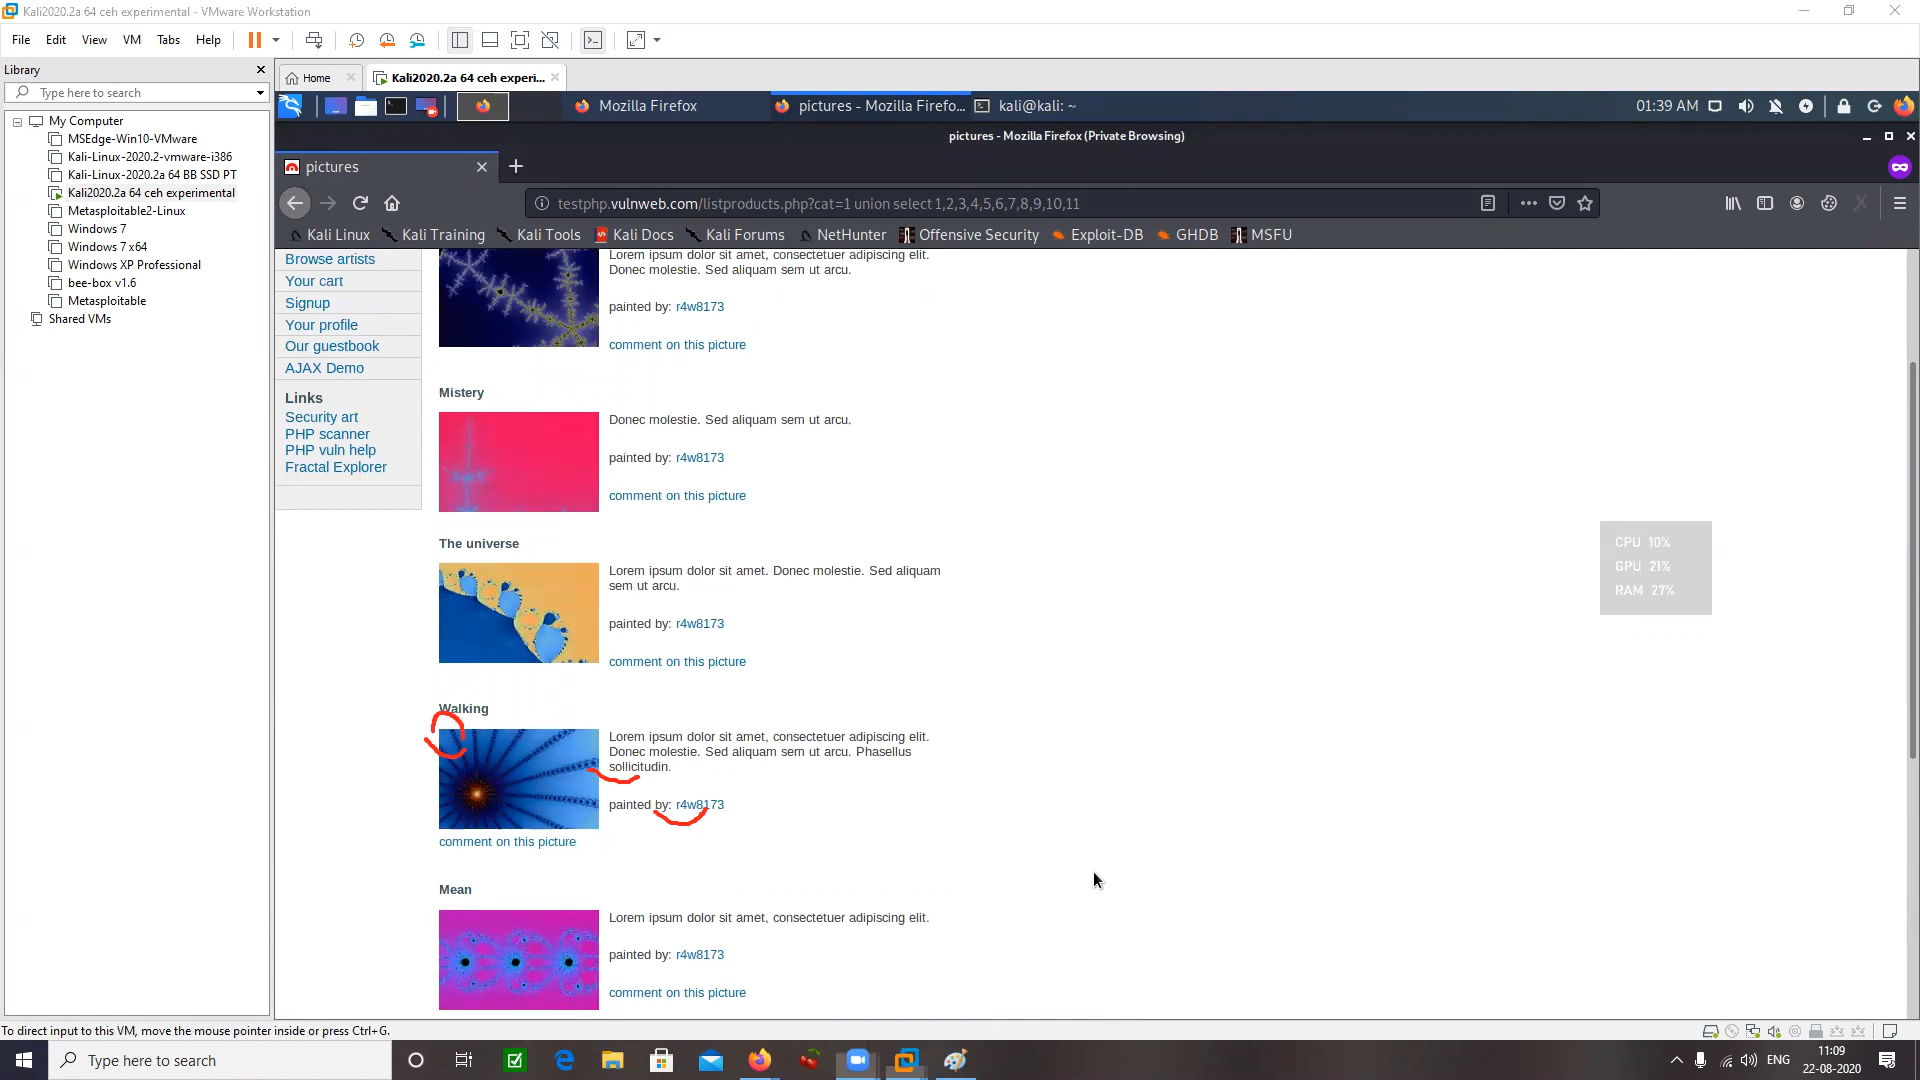 Kali2020.2a 64 ceh experimental - VMware Workstation
File Edit View VM Tabs Help
Library
Type here to search
My Computer
MSEdge-Win10-VMware
Kali-Linux-2020.2-vmware-i386
Kali-Linux-2020.2a 64 BB SSD PT
Kali2020.2a 64 ceh experimental
Metasploitable2-Linux
Windows 7
Windows 7 x64
Windows XP Professional
bee-box v1.6
Metasploitable
Shared VMs
Home
Kali2020.2a 64 ceh experi...
Mozilla Firefox
pictures - Mozilla Firefo...
kali@kali: ~
01:39 AM
pictures - Mozilla Firefox (Private Browsing)
pictures
testphp.vulnweb.com/listproducts.php?cat=1 union select 1,2,3,4,5,6,7,8,9,10,11
Kali Linux Kali Training Kali Tools Kali Docs Kali Forums NetHunter Offensive Security Exploit-DB GHDB MSFU
Browse artists
Your cart
Signup
Your profile
Our guestbook
AJAX Demo
Links
Security art
PHP scanner
PHP vuln help
Fractal Explorer
Lorem ipsum dolor sit amet, consectetuer adipiscing elit.
Donec molestie. Sed aliquam sem ut arcu.
painted by: r4w8173
comment on this picture
Mistery
Donec molestie. Sed aliquam sem ut arcu.
painted by: r4w8173
comment on this picture
The universe
Lorem ipsum dolor sit amet. Donec molestie. Sed aliquam
sem ut arcu.
painted by: r4w8173
comment on this picture
Walking
Lorem ipsum dolor sit amet, consectetuer adipiscing elit.
Donec molestie. Sed aliquam sem ut arcu. Phasellus
sollicitudin.
painted by: r4w8173
comment on this picture
Mean
Lorem ipsum dolor sit amet, consectetuer adipiscing elit.
painted by: r4w8173
comment on this picture
CPU 10%
GPU 21%
RAM 27%
To direct input to this VM, move the mouse pointer inside or press Ctrl+G.
Type here to search
ENG
11:09
22-08-2020